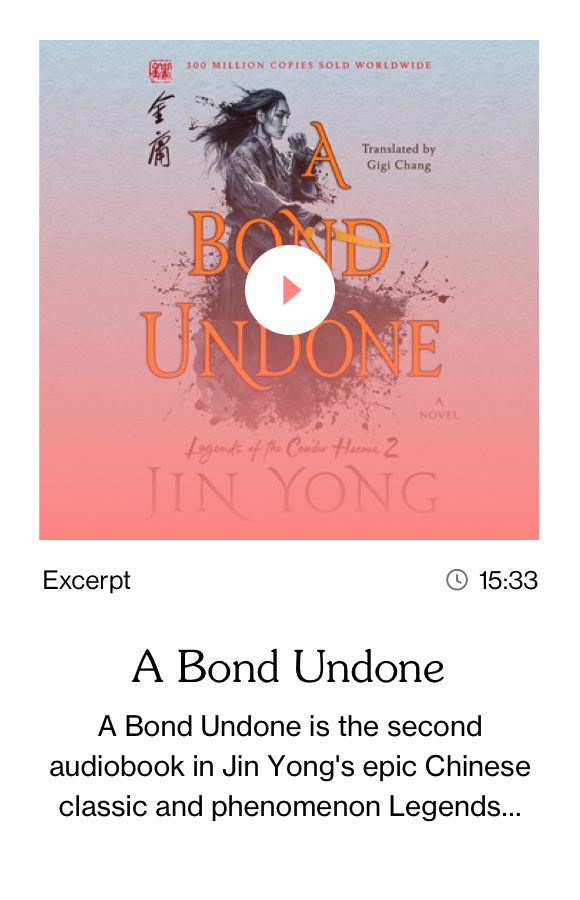 300 MILLION COPIES SOLD WORLDWIDE
金
庸
Translated by
Gigi Chang
A
BOND
UNDONE
A
NOVEL
Legends of the Condor Heroes 2
JIN YONG
Excerpt
15:33
A Bond Undone
A Bond Undone is the second
audiobook in Jin Yong's epic Chinese
classic and phenomenon Legends...